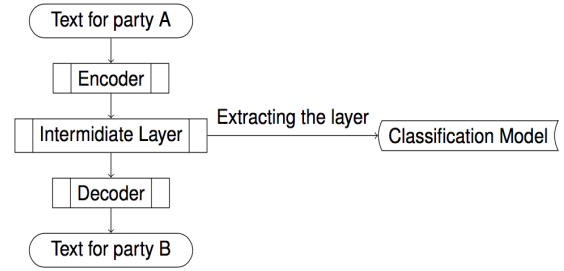 Text for party A
Encoder
Intermidiate Layer
Extracting the layer
Classification Model
Decoder
Text for party B